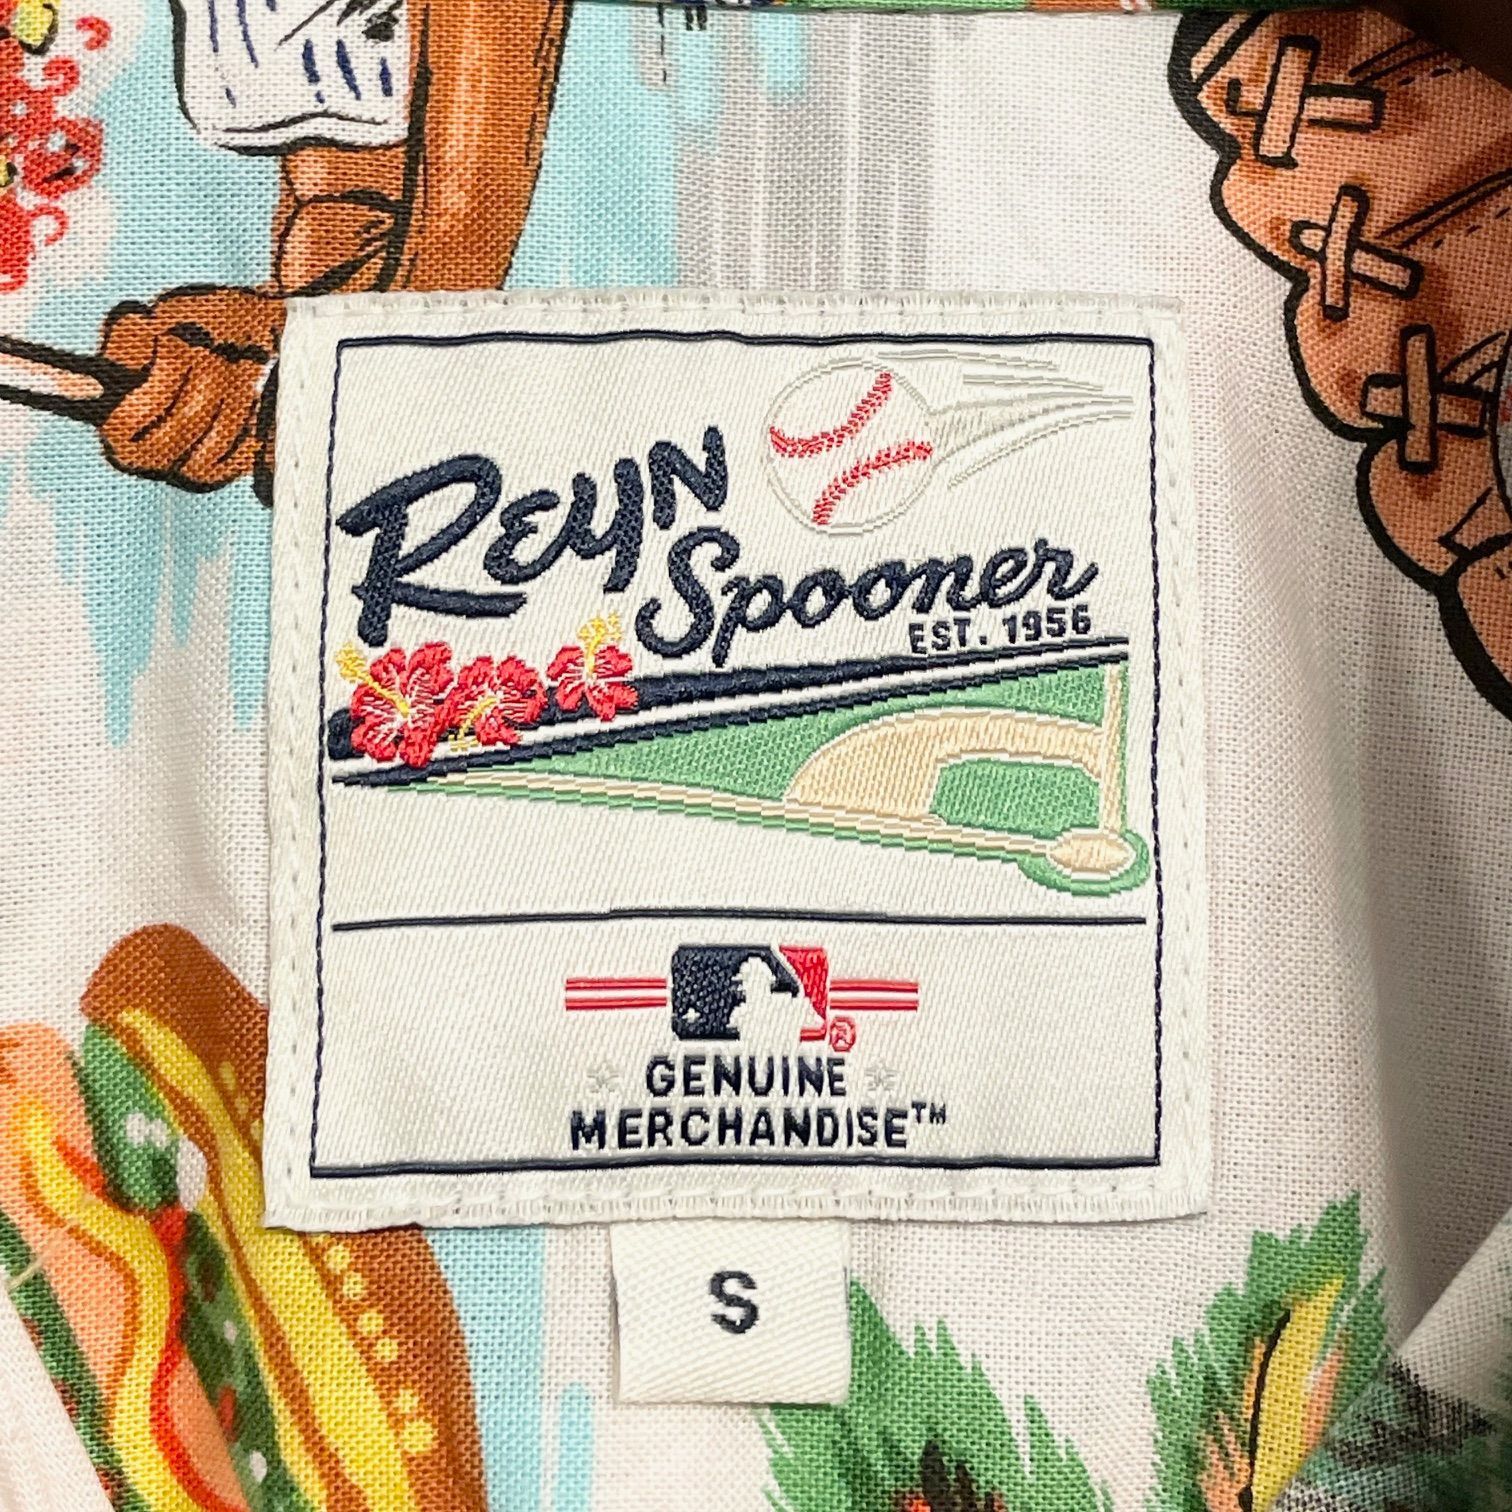 REYN
Spooner
EST. 1956
®
GENUINE
MERCHANDISE™
S